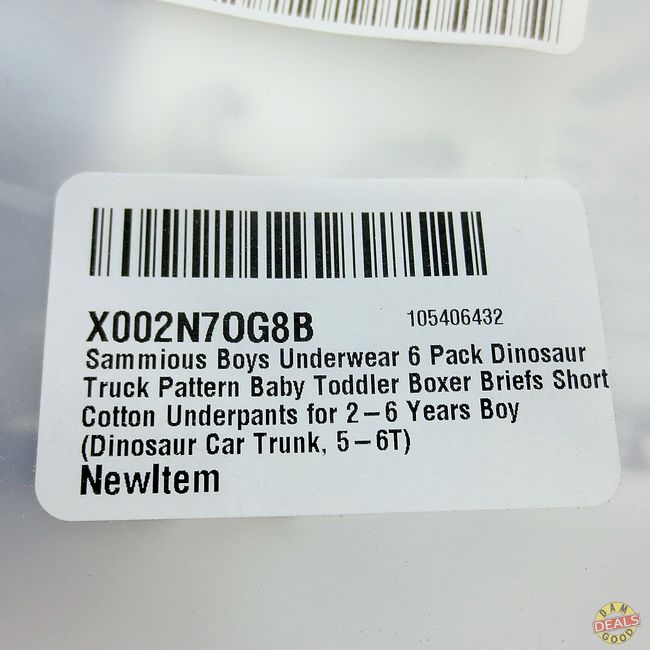 X002N7OG8B 105406432
Sammious Boys Underwear 6 Pack Dinosaur
Truck Pattern Baby Toddler Boxer Briefs Short
Cotton Underpants for 2–6 Years Boy
(Dinosaur Car Trunk, 5–6T)
NewItem
DAM
DEALS
GOOD